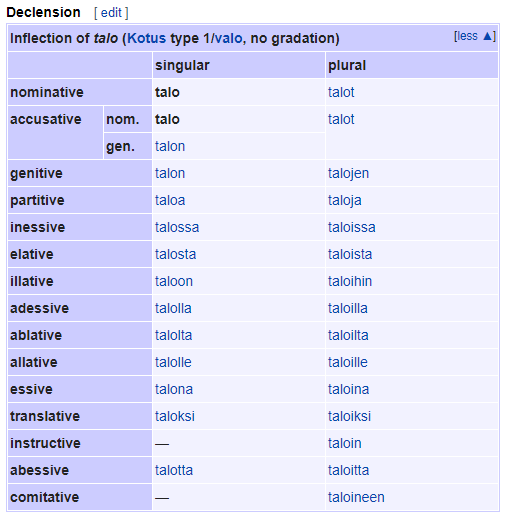 Declension [ edit ]
Inflection of talo (Kotus type 1/valo, no gradation) [less ▲]
singular plural
nominative talo talot
accusative nom. talo talot
gen. talon
genitive talon talojen
partitive taloa taloja
inessive talossa taloissa
elative talosta taloista
illative taloon taloihin
adessive talolla taloilla
ablative talolta taloilta
allative talolle taloille
essive talona taloina
translative taloksi taloiksi
instructive — taloin
abessive talotta taloitta
comitative — taloineen